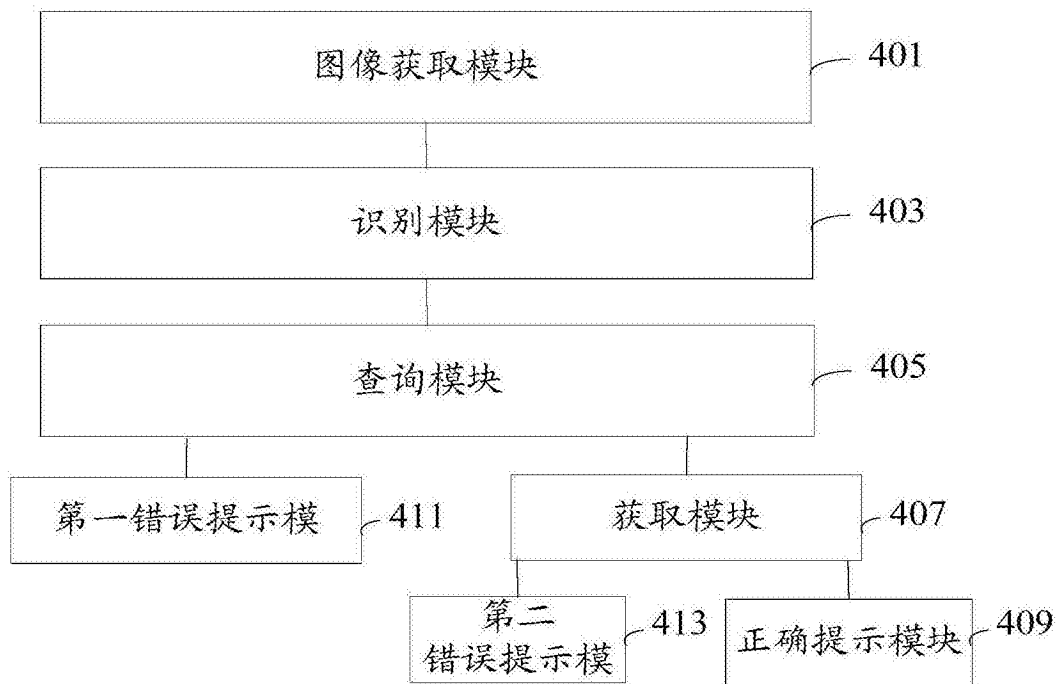 图像获取模块
401
识别模块
403
查询模块
405
第一错误提示模
411
获取模块
407
第二
错误提示模
413
正确提示模块
409